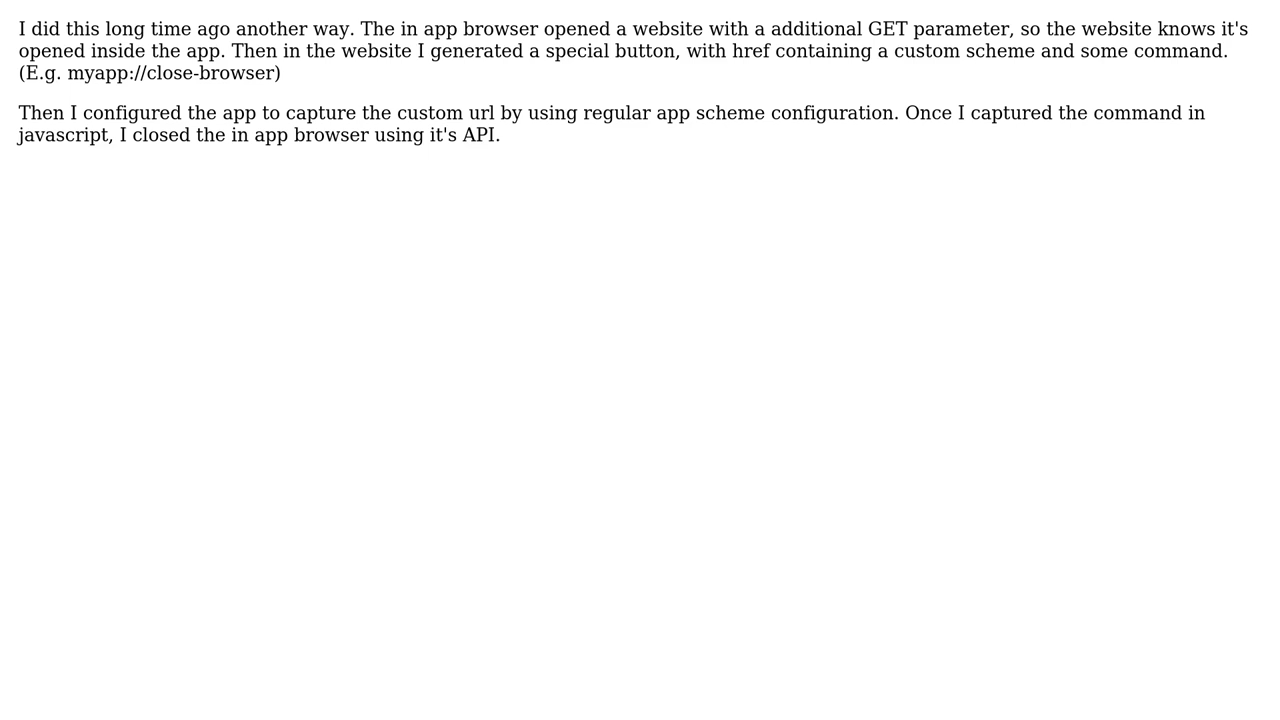 I did this long time ago another way. The in app browser opened a website with a additional GET parameter, so the website knows it's
opened inside the app. Then in the website I generated a special button, with href containing a custom scheme and some command.
(E.g. myapp://close-browser)
Then I configured the app to capture the custom url by using regular app scheme configuration. Once I captured the command in
javascript, I closed the in app browser using it's API.